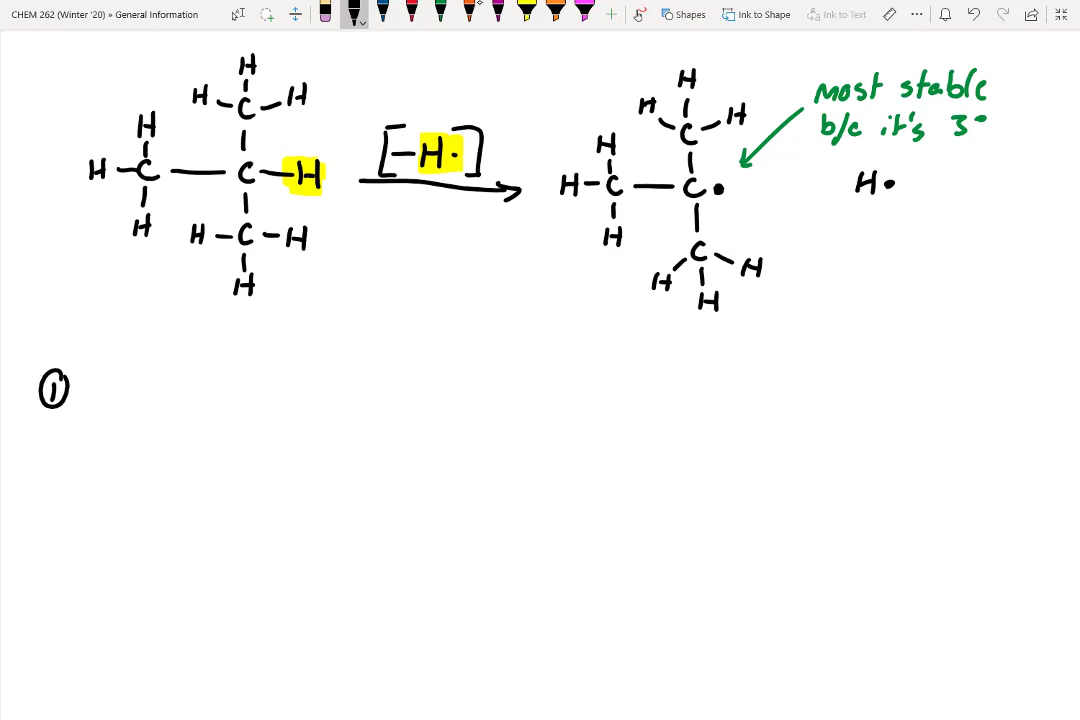 CHEM 262 (Winter '20) » General Information
Shapes
Ink to Shape
Ink to Text
H
H - C - H
H
H - C — C - H
H
H - C - H
H
[-H·]
H
H - C - H
H
H - C — C •
H
C
H H H
most stable
b/c it's 3°
H •
①